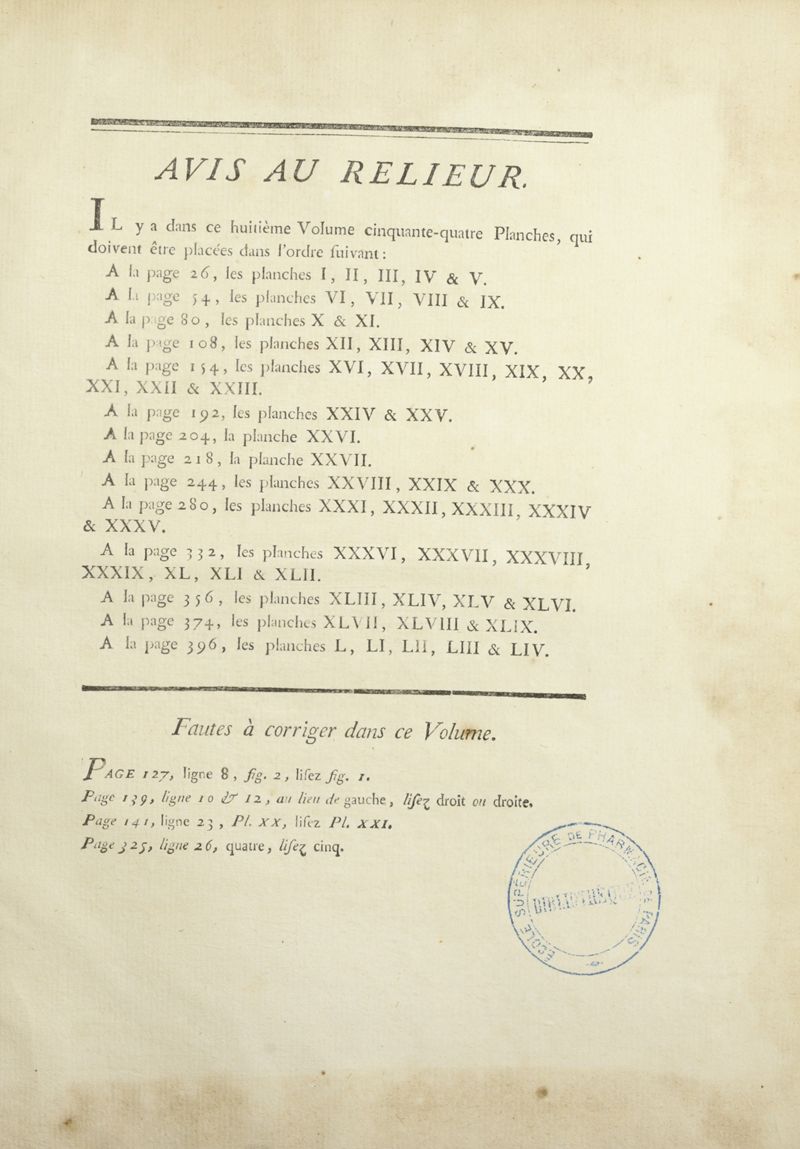 AVIS AU RELIEUR.
IL y a dans ce huitième Volume cinquante-quatre Planches, qui
doivent être placées dans l'ordre ſuivant:
A la page 26, les planches I, II, III, IV & V.
A la page 54, les planches VI, VII, VIII & IX.
A la page 80, les planches X & XI.
A la page 108, les planches XII, XIII, XIV & XV.
A la page 154, les planches XVI, XVII, XVIII, XIX, XX,
XXI, XXII & XXIII.
A la page 192, les planches XXIV & XXV.
A la page 204, la planche XXVI.
A la page 218, la planche XXVII.
A la page 244, les planches XXVIII, XXIX & XXX.
A la page 280, les planches XXXI, XXXII, XXXIII, XXXIV
& XXXV.
A la page 332, les planches XXXVI, XXXVII, XXXVIII,
XXXIX, XL, XLI & XLII.
A la page 356, les planches XLIII, XLIV, XLV & XLVI.
A la page 374, les planches XLVII, XLVIII & XLIX.
A la page 396, les planches L, LI, LII, LIII & LIV.
Fautes à corriger dans ce Volume.
PAGE 127, ligne 8, fig. 2, liſez fig. 1.
Page 139, ligne 10 & 12, au lieu de gauche, liſez droit ou droite.
Page 141, ligne 23, Pl. XX, liſez Pl. XXI.
Page 325, ligne 26, quatre, liſez cinq.
ÉCOLE SUPÉRIEURE DE PHARMACIE DE PARIS